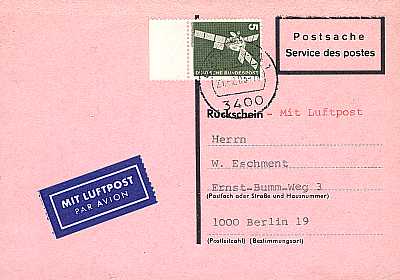 Postsache
Service des postes
5
DEUTSCHE BUNDESPOST
3400
Rückschein - Mit Luftpost
Herrn
W. Eschment
Ernst-Bumm-Weg 3
(Postfach oder Straße und Hausnummer)
1000 Berlin 19
(Postleitzahl) (Bestimmungsort)
MIT LUFTPOST
PAR AVION